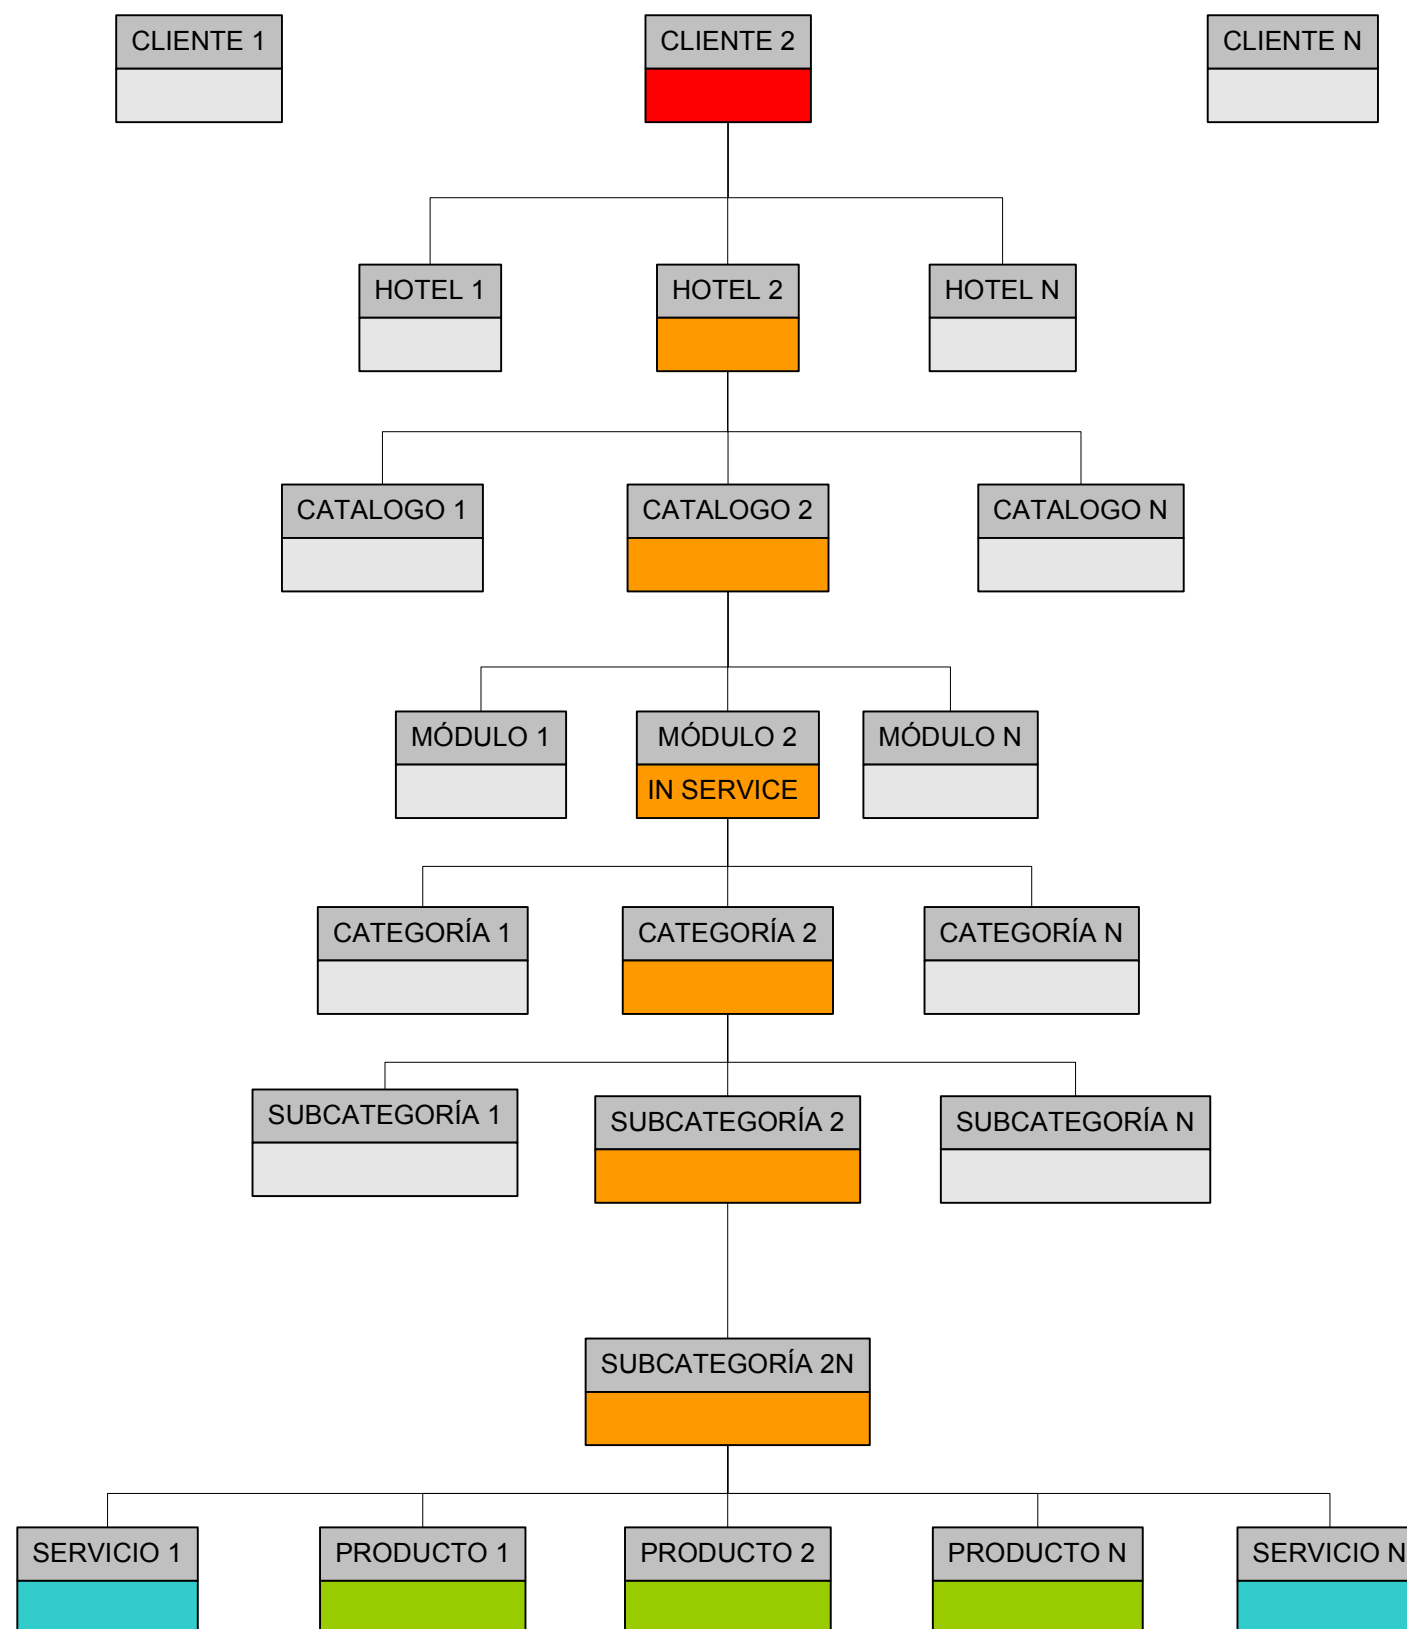 CLIENTE 1
CLIENTE 2
CLIENTE N
HOTEL 1
HOTEL 2
HOTEL N
CATALOGO 1
CATALOGO 2
CATALOGO N
MÓDULO 1
MÓDULO 2
MÓDULO N
IN SERVICE
CATEGORÍA 1
CATEGORÍA 2
CATEGORÍA N
SUBCATEGORÍA 1
SUBCATEGORÍA 2
SUBCATEGORÍA N
SUBCATEGORÍA 2N
SERVICIO 1
PRODUCTO 1
PRODUCTO 2
PRODUCTO N
SERVICIO N